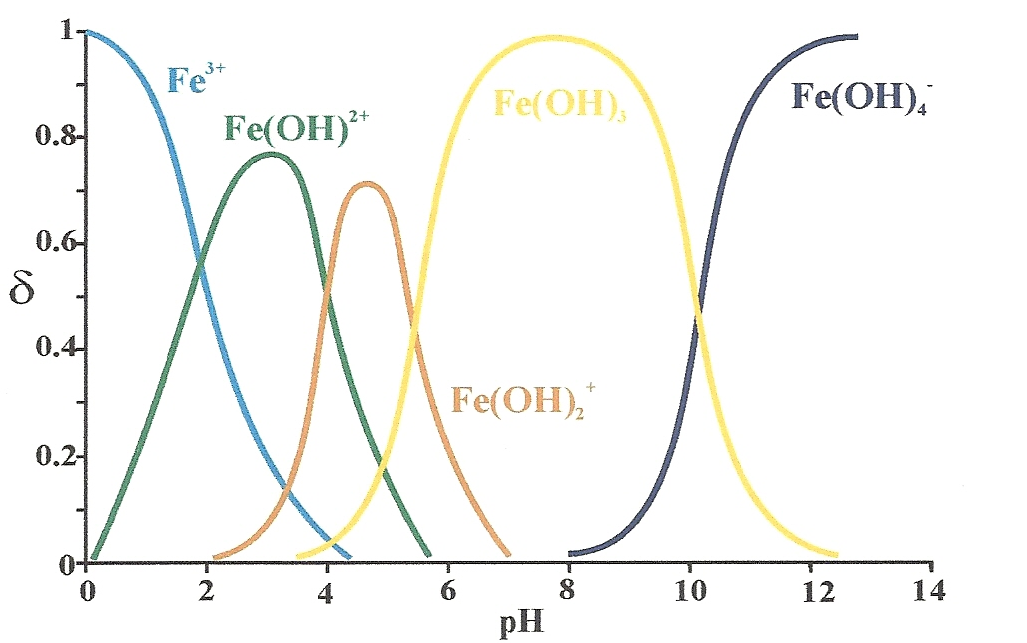 1
Fe³⁺
Fe(OH)²⁺
Fe(OH)₃
Fe(OH)₄⁻
0.8
0.6
δ
0.4
Fe(OH)₂⁺
0.2
0
0 2 4 6 8 10 12 14
pH